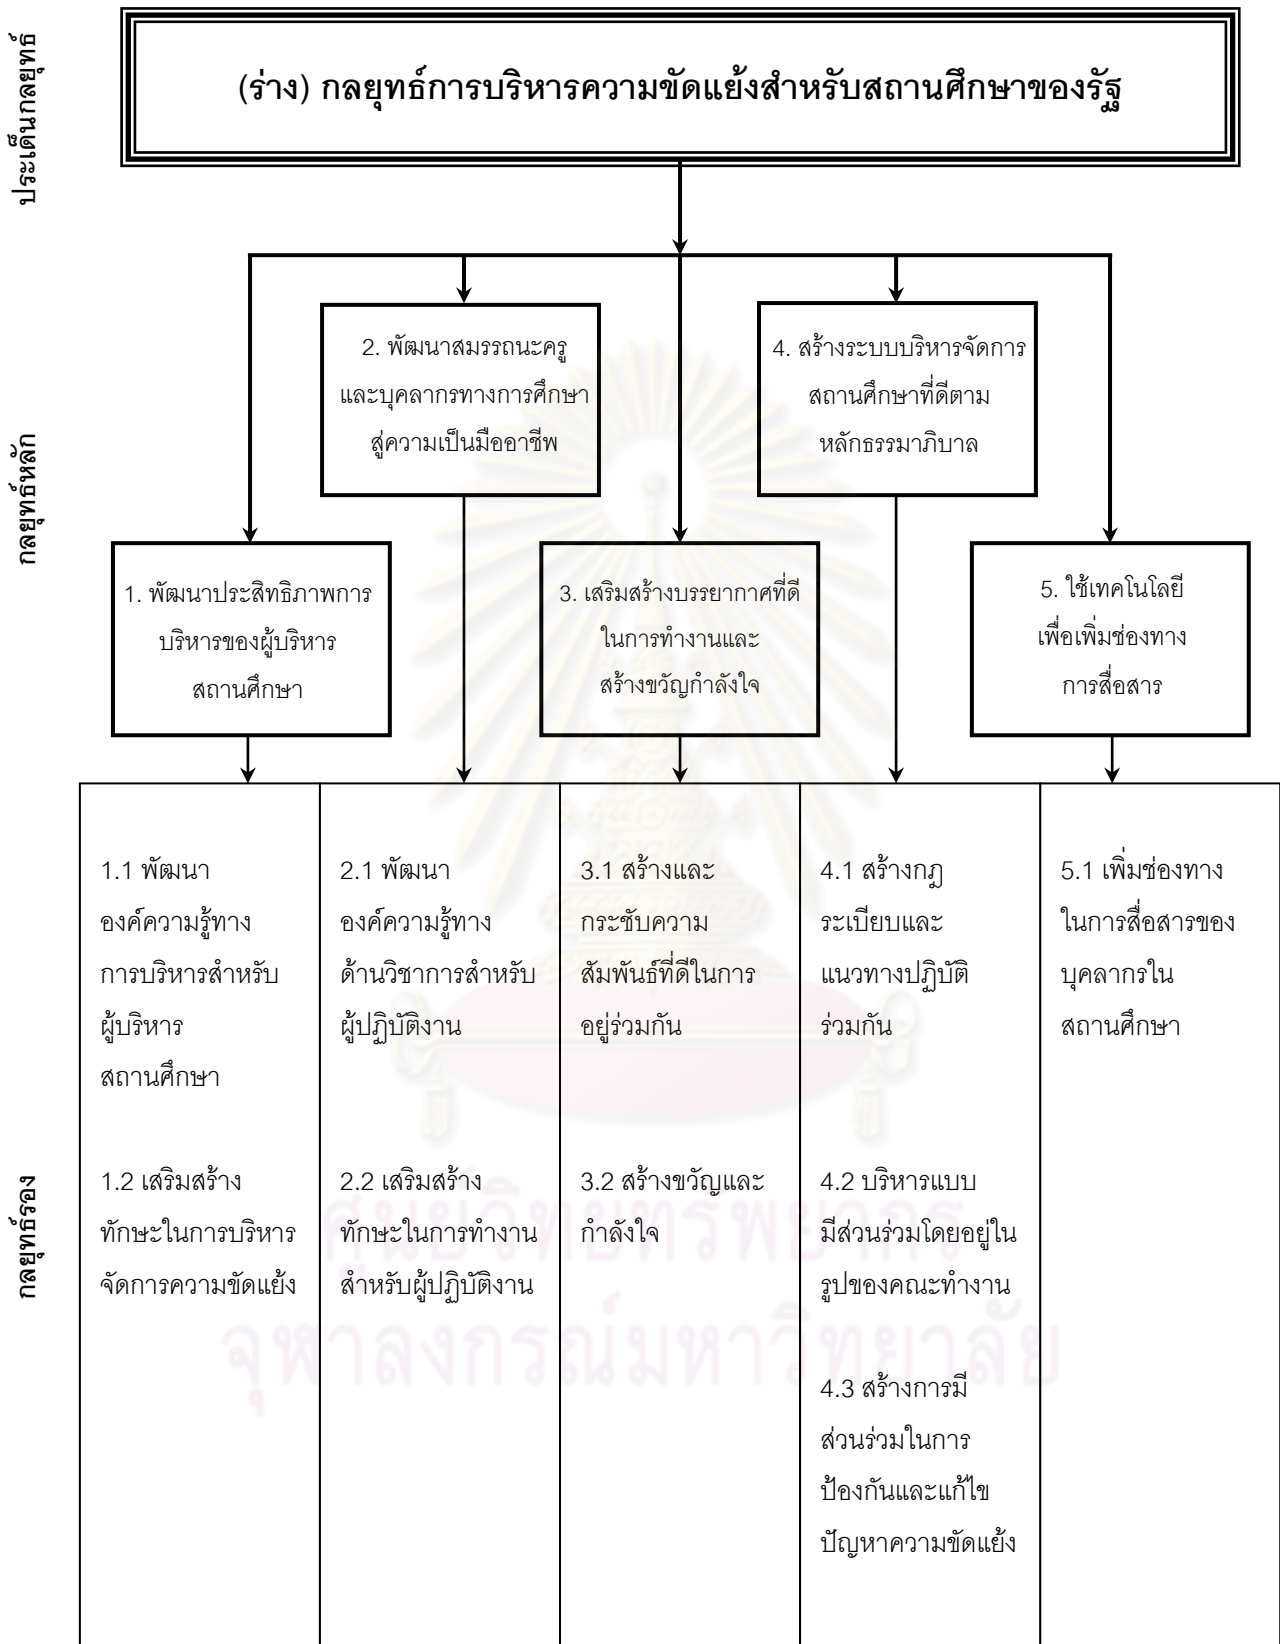 ประเด็นกลยุทธ์
(ร่าง) กลยุทธ์การบริหารความขัดแย้งสำหรับสถานศึกษาของรัฐ
กลยุทธ์หลัก
1. พัฒนาประสิทธิภาพการ
บริหารของผู้บริหาร
สถานศึกษา
2. พัฒนาสมรรถนะครู
และบุคลากรทางการศึกษา
สู่ความเป็นมืออาชีพ
3. เสริมสร้างบรรยากาศที่ดี
ในการทำงานและ
สร้างขวัญกำลังใจ
4. สร้างระบบบริหารจัดการ
สถานศึกษาที่ดีตาม
หลักธรรมาภิบาล
5. ใช้เทคโนโลยี
เพื่อเพิ่มช่องทาง
การสื่อสาร
กลยุทธ์รอง
1.1 พัฒนา
องค์ความรู้ทาง
การบริหารสำหรับ
ผู้บริหาร
สถานศึกษา
1.2 เสริมสร้าง
ทักษะในการบริหาร
จัดการความขัดแย้ง
2.1 พัฒนา
องค์ความรู้ทาง
ด้านวิชาการสำหรับ
ผู้ปฏิบัติงาน
2.2 เสริมสร้าง
ทักษะในการทำงาน
สำหรับผู้ปฏิบัติงาน
3.1 สร้างและ
กระชับความ
สัมพันธ์ที่ดีในการ
อยู่ร่วมกัน
3.2 สร้างขวัญและ
กำลังใจ
4.1 สร้างกฎ
ระเบียบและ
แนวทางปฏิบัติ
ร่วมกัน
4.2 บริหารแบบ
มีส่วนร่วมโดยอยู่ใน
รูปของคณะทำงาน
4.3 สร้างการมี
ส่วนร่วมในการ
ป้องกันและแก้ไข
ปัญหาความขัดแย้ง
5.1 เพิ่มช่องทาง
ในการสื่อสารของ
บุคลากรใน
สถานศึกษา
ศูนย์วิทยทรัพยากร
จุฬาลงกรณ์มหาวิทยาลัย